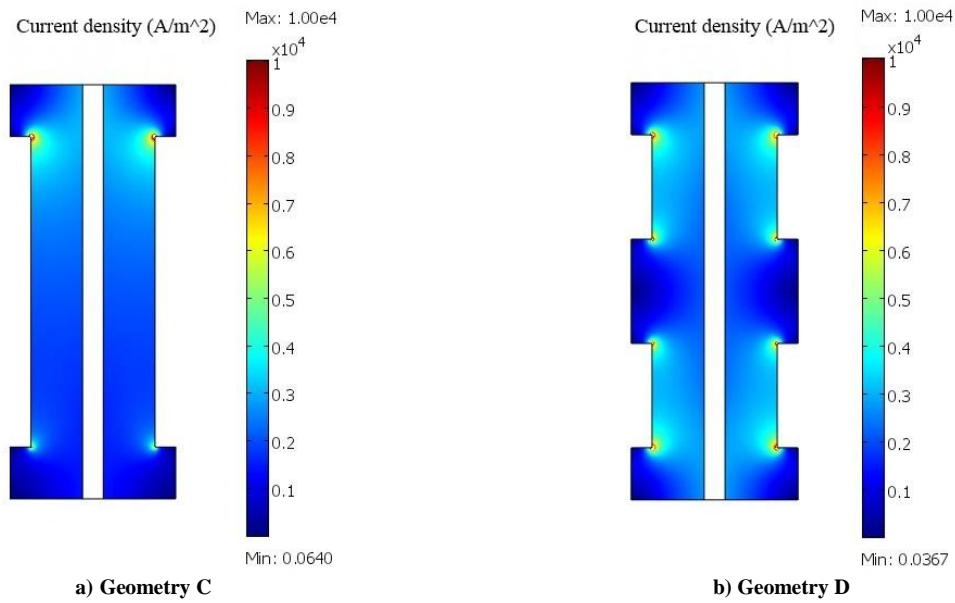 Max: 1.00e4
Current density (A/m^2)
x10^4
1
0.9
0.8
0.7
0.6
0.5
0.4
0.3
0.2
0.1
Min: 0.0640
a) Geometry C
Max: 1.00e4
Current density (A/m^2)
x10^4
1
0.9
0.8
0.7
0.6
0.5
0.4
0.3
0.2
0.1
Min: 0.0367
b) Geometry D